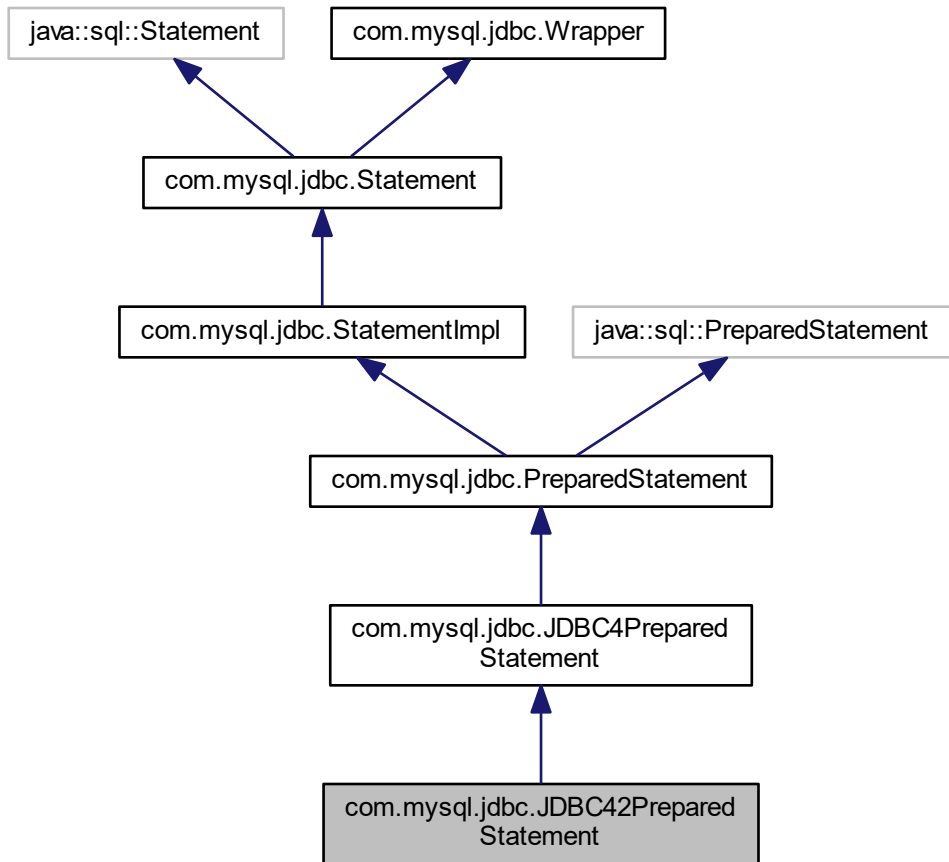 java::sql::Statement
com.mysql.jdbc.Wrapper
com.mysql.jdbc.Statement
com.mysql.jdbc.StatementImpl
java::sql::PreparedStatement
com.mysql.jdbc.PreparedStatement
com.mysql.jdbc.JDBC4Prepared
Statement
com.mysql.jdbc.JDBC42Prepared
Statement